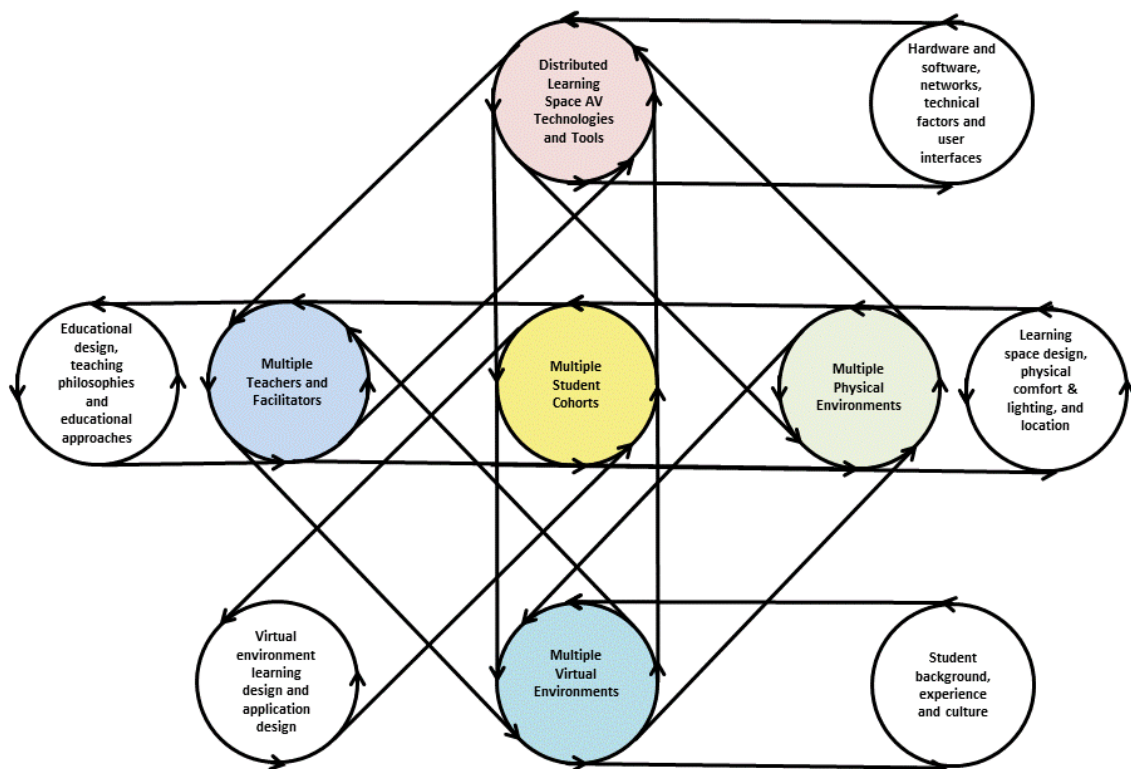 Distributed
Learning
Space AV
Technologies
and Tools
Hardware and
software,
networks,
technical
factors and
user
interfaces
Educational
design,
teaching
philosophies
and
educational
approaches
Multiple
Teachers and
Facilitators
Multiple
Student
Cohorts
Multiple
Physical
Environments
Learning
space design,
physical
comfort &
lighting, and
location
Virtual
environment
learning
design and
application
design
Multiple
Virtual
Environments
Student
background,
experience
and culture